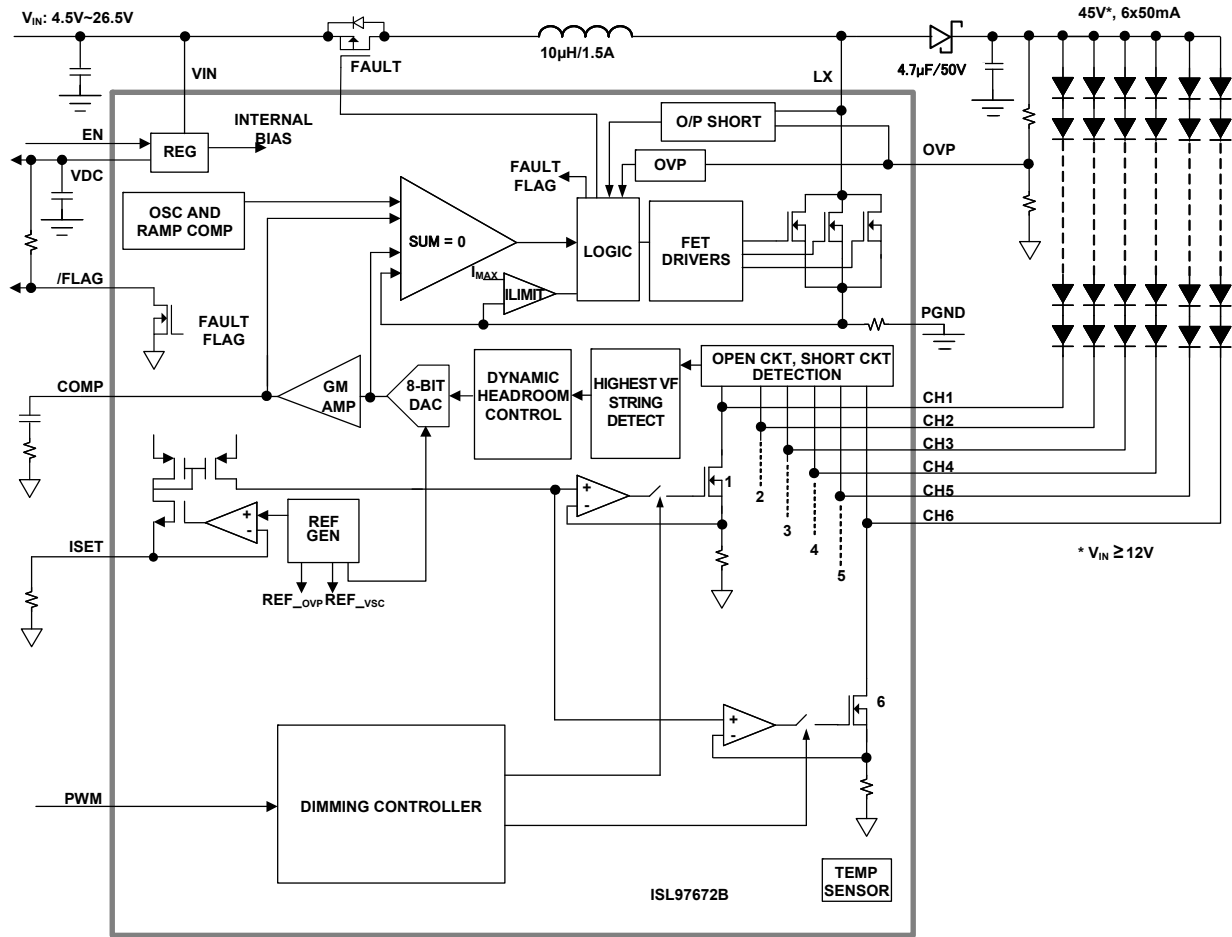 V_IN: 4.5V~26.5V
45V*, 6x50mA
10µH/1.5A
FAULT
4.7µF/50V
VIN
LX
EN
REG
INTERNAL
BIAS
O/P SHORT
OVP
OVP
VDC
FAULT
FLAG
OSC AND
RAMP COMP
SUM = 0
LOGIC
FET
DRIVERS
I_MAX
ILIMIT
/FLAG
FAULT
FLAG
PGND
OPEN CKT, SHORT CKT
DETECTION
COMP
GM
AMP
8-BIT
DAC
DYNAMIC
HEADROOM
CONTROL
HIGHEST VF
STRING
DETECT
CH1
CH2
CH3
CH4
CH5
CH6
+
-
1
2
3
4
5
+
-
REF
GEN
ISET
REF_OVP
REF_VSC
* V_IN ≥ 12V
+
-
6
PWM
DIMMING CONTROLLER
TEMP
SENSOR
ISL97672B